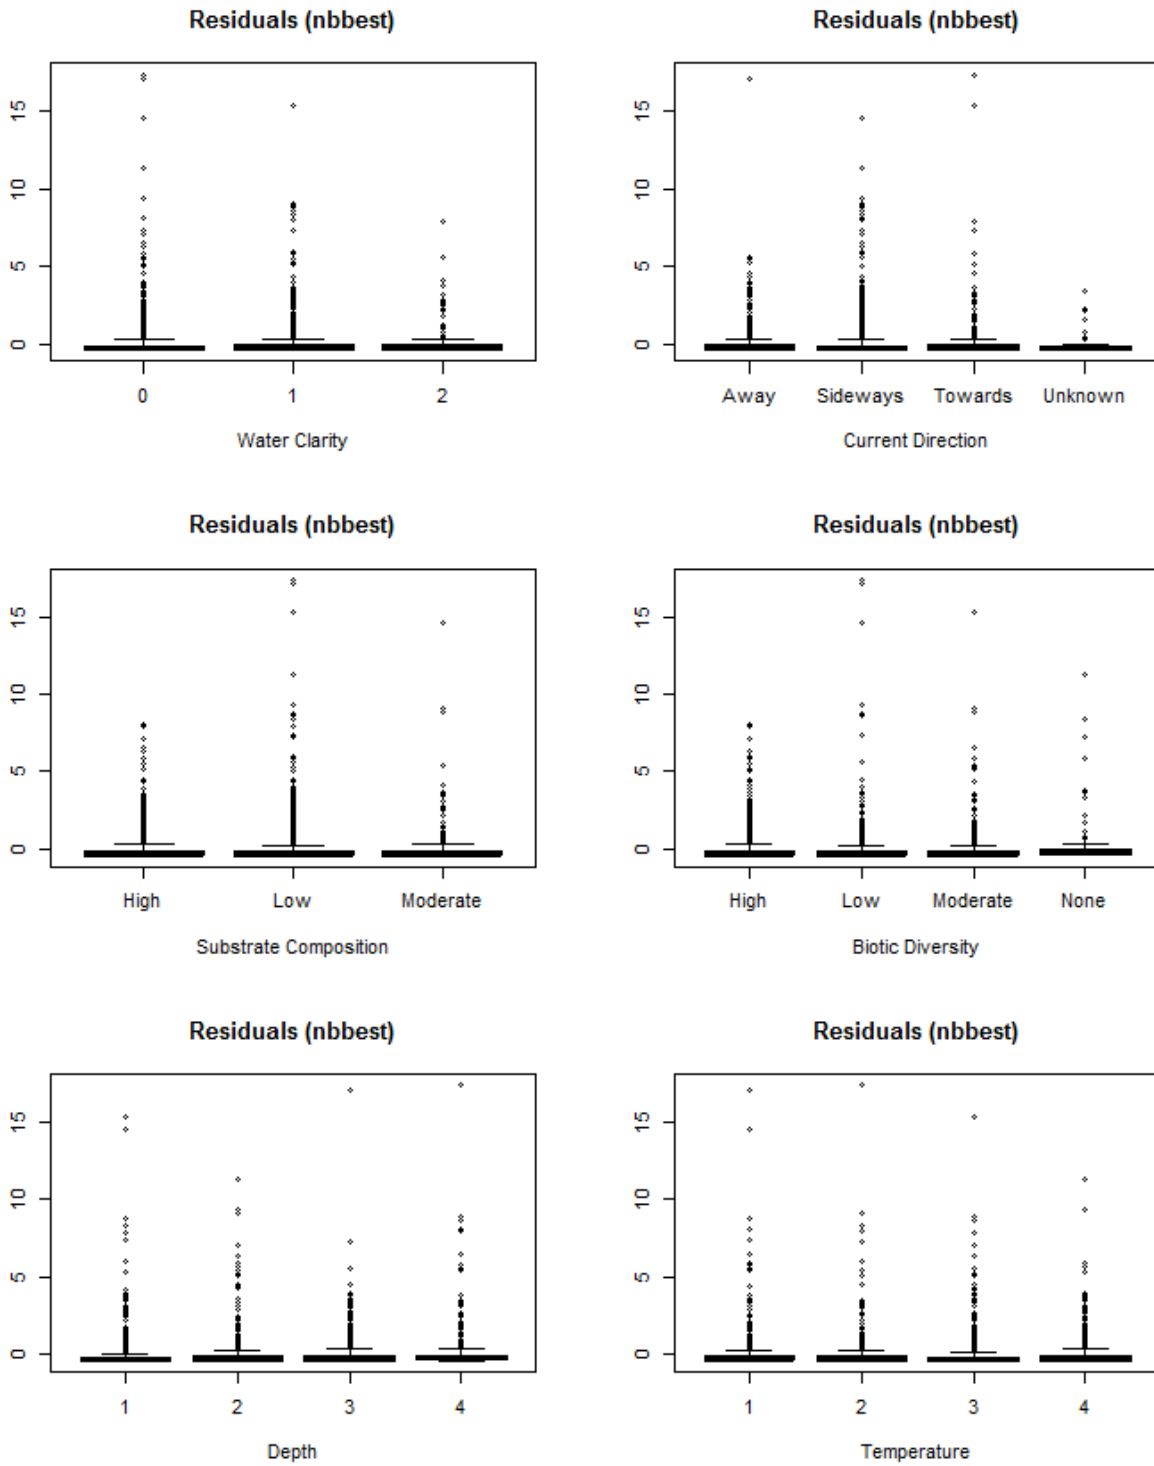 Residuals (nbbest)
15
10
5
0
0 1 2
Water Clarity
Residuals (nbbest)
15
10
5
0
Away Sideways Towards Unknown
Current Direction
Residuals (nbbest)
15
10
5
0
High Low Moderate
Substrate Composition
Residuals (nbbest)
15
10
5
0
High Low Moderate None
Biotic Diversity
Residuals (nbbest)
15
10
5
0
1 2 3 4
Depth
Residuals (nbbest)
15
10
5
0
1 2 3 4
Temperature